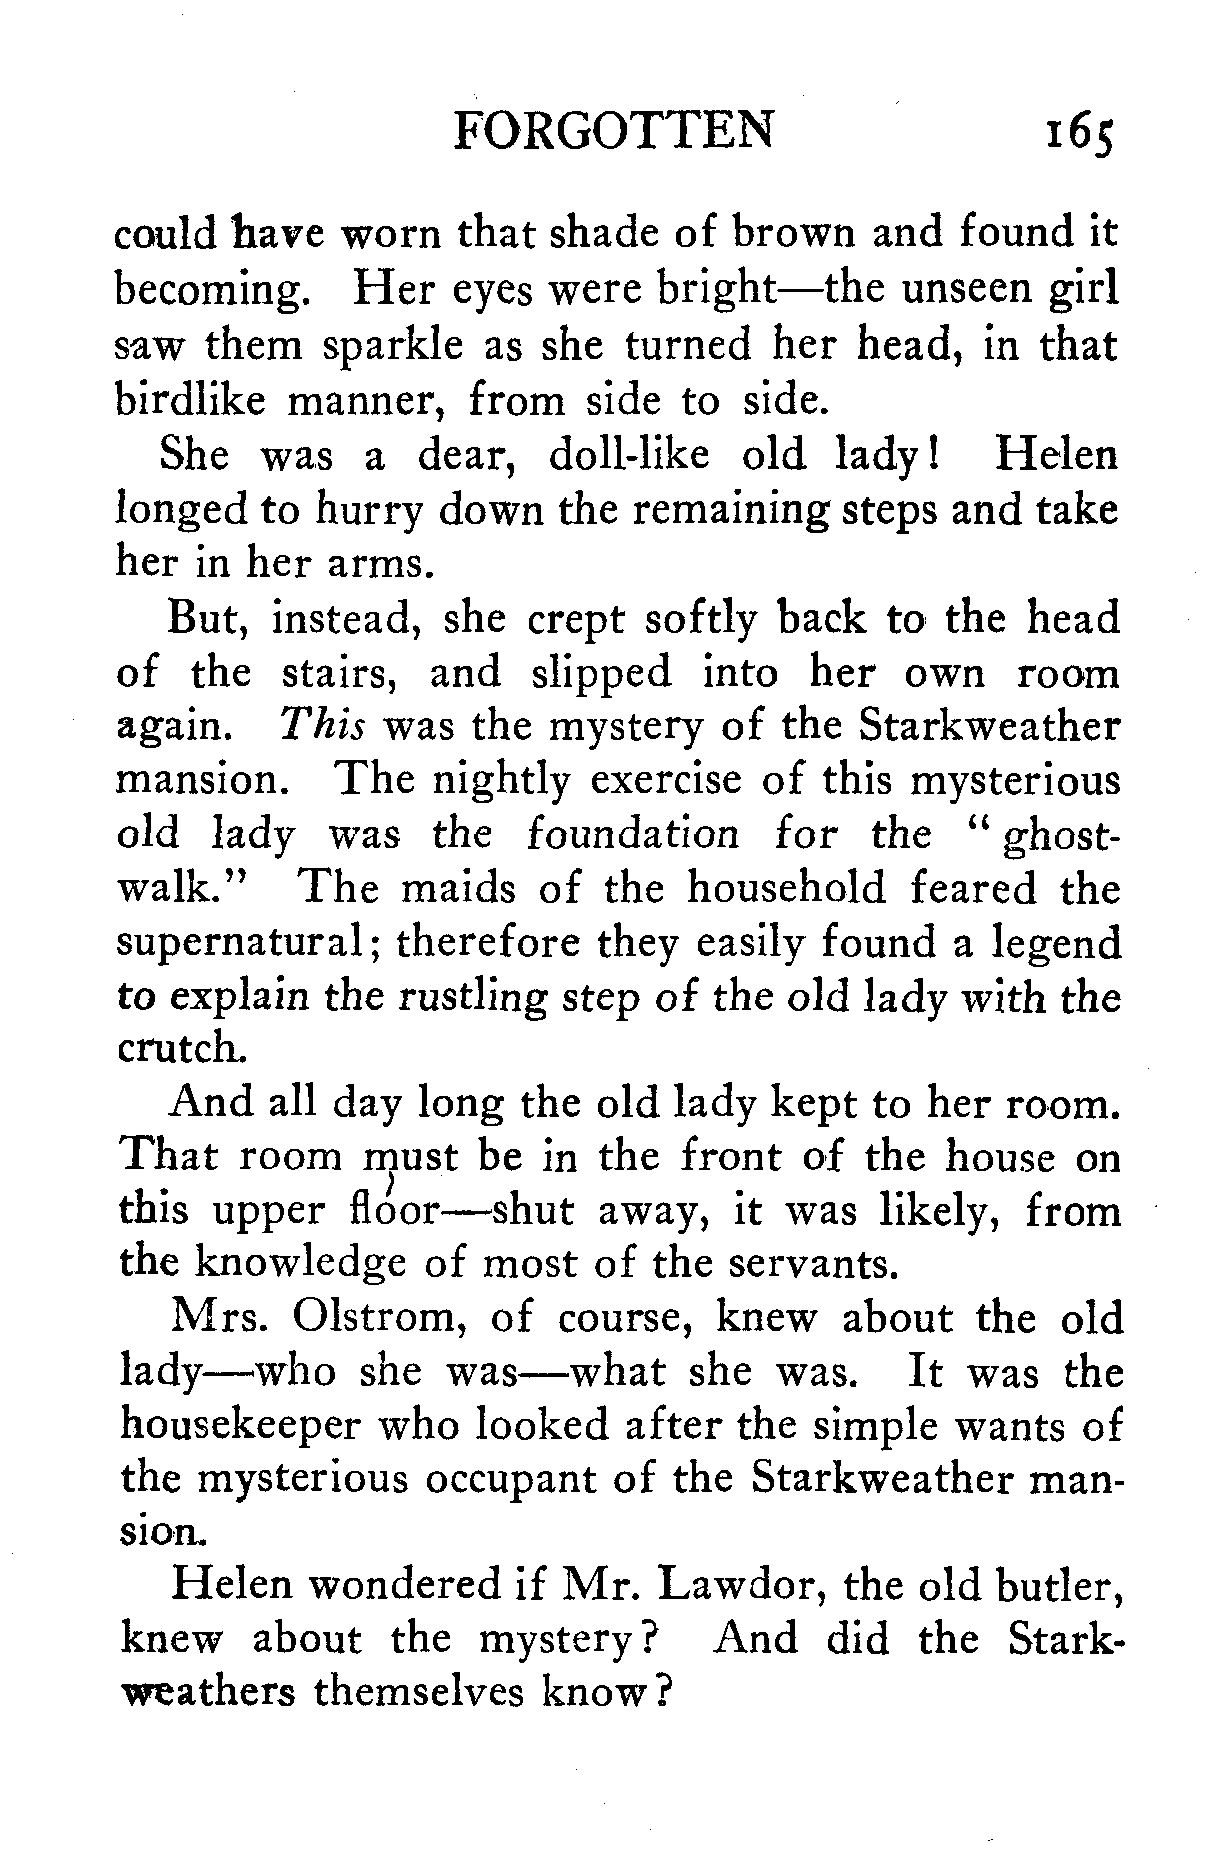 FORGOTTEN 165
could have worn that shade of brown and found it
becoming. Her eyes were bright—the unseen girl
saw them sparkle as she turned her head, in that
birdlike manner, from side to side.
She was a dear, doll-like old lady! Helen
longed to hurry down the remaining steps and take
her in her arms.
But, instead, she crept softly back to the head
of the stairs, and slipped into her own room
again. This was the mystery of the Starkweather
mansion. The nightly exercise of this mysterious
old lady was the foundation for the "ghost-
walk." The maids of the household feared the
supernatural; therefore they easily found a legend
to explain the rustling step of the old lady with the
crutch.
And all day long the old lady kept to her room.
That room must be in the front of the house on
this upper floor—shut away, it was likely, from
the knowledge of most of the servants.
Mrs. Olstrom, of course, knew about the old
lady—who she was—what she was. It was the
housekeeper who looked after the simple wants of
the mysterious occupant of the Starkweather man-
sion.
Helen wondered if Mr. Lawdor, the old butler,
knew about the mystery? And did the Stark-
weathers themselves know?